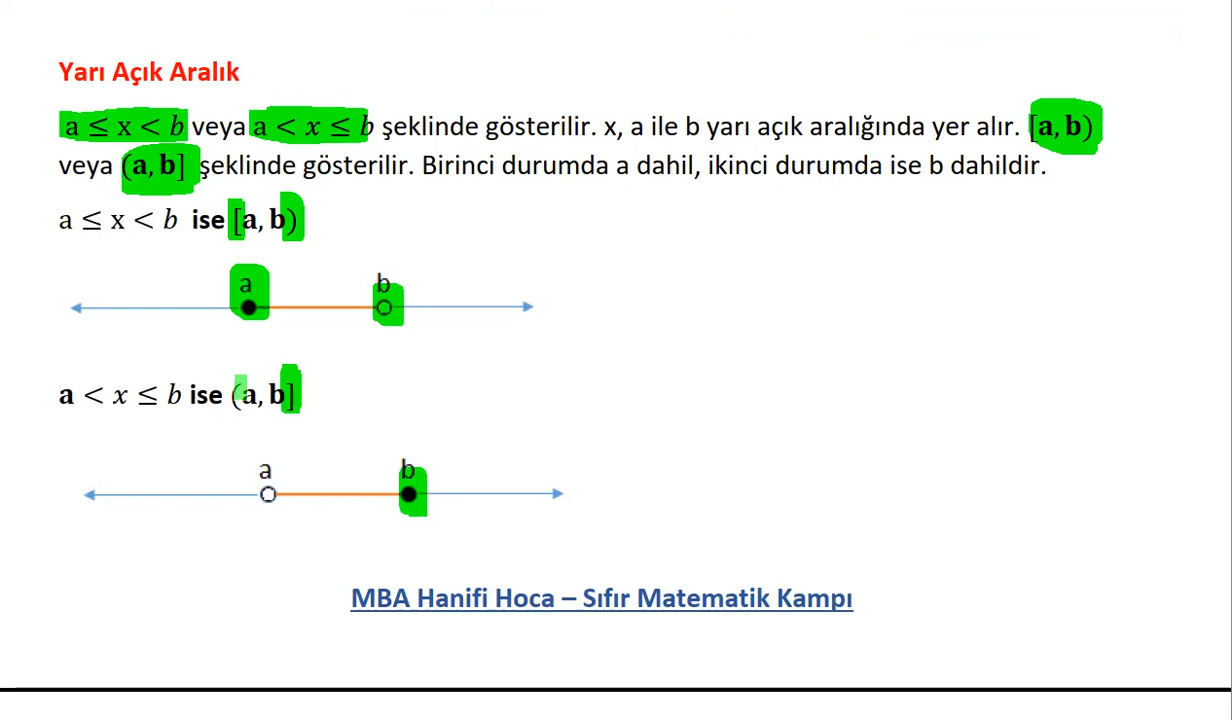 Yarı Açık Aralık
a ≤ x < b veya a < x ≤ b şeklinde gösterilir. x, a ile b yarı açık aralığında yer alır. [a, b)
veya (a, b] şeklinde gösterilir. Birinci durumda a dahil, ikinci durumda ise b dahildir.
a ≤ x < b ise [a, b)
a b
a < x ≤ b ise (a, b]
a b
MBA Hanifi Hoca – Sıfır Matematik Kampı